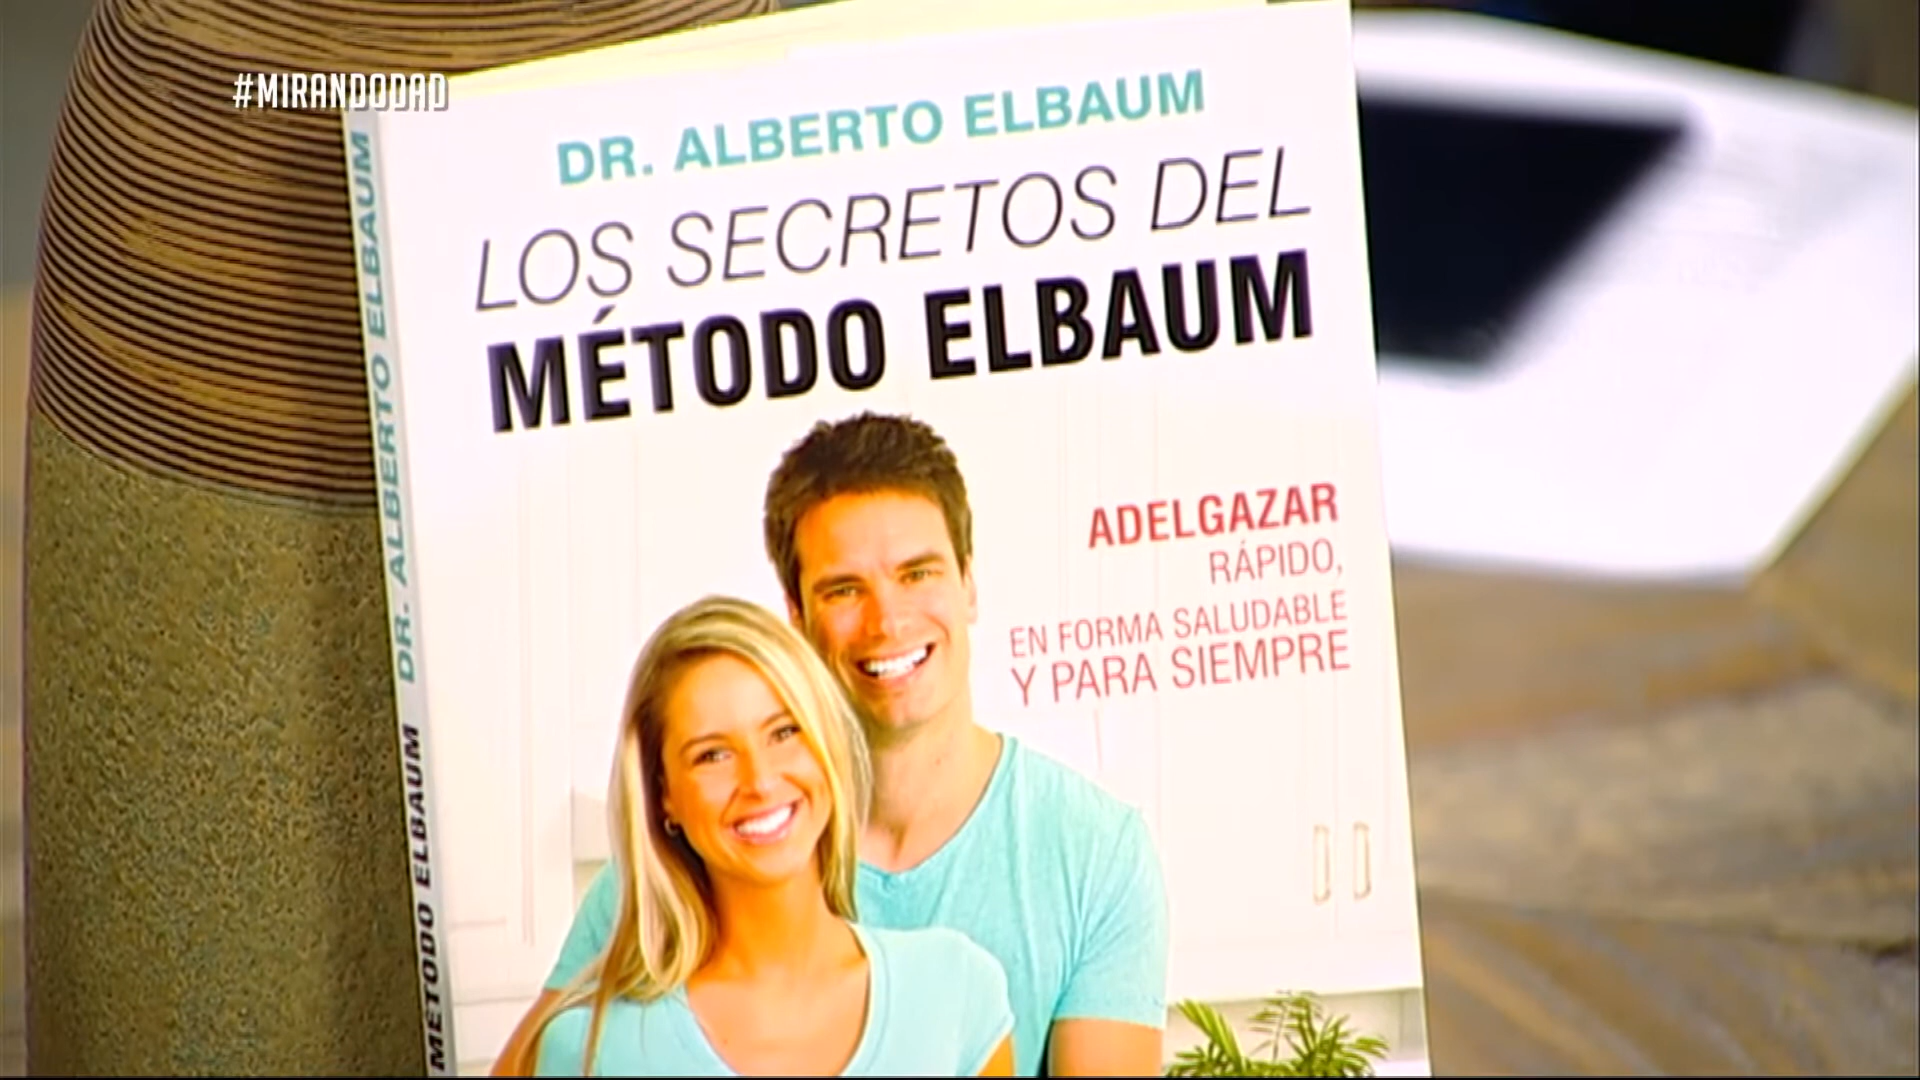 #MIRANDODAD
DR. ALBERTO ELBAUM
LOS SECRETOS DEL
MÉTODO ELBAUM
ADELGAZAR
RÁPIDO,
EN FORMA SALUDABLE
Y PARA SIEMPRE
DR. ALBERTO ELBAUM
MÉTODO ELBAUM